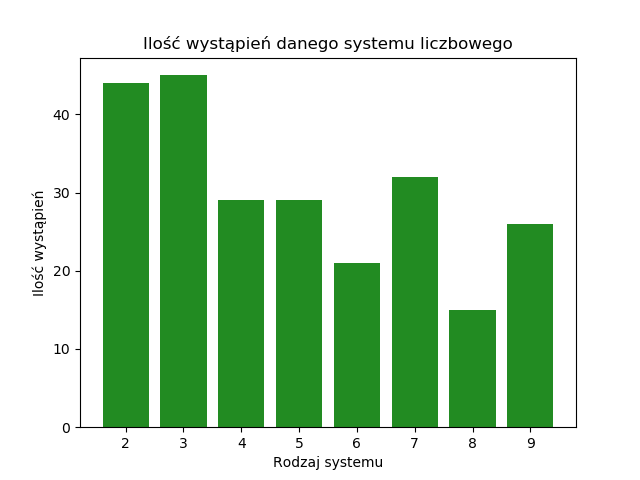 Ilość wystąpień danego systemu liczbowego
40
30
20
10
0
Ilość wystąpień
2 3 4 5 6 7 8 9
Rodzaj systemu